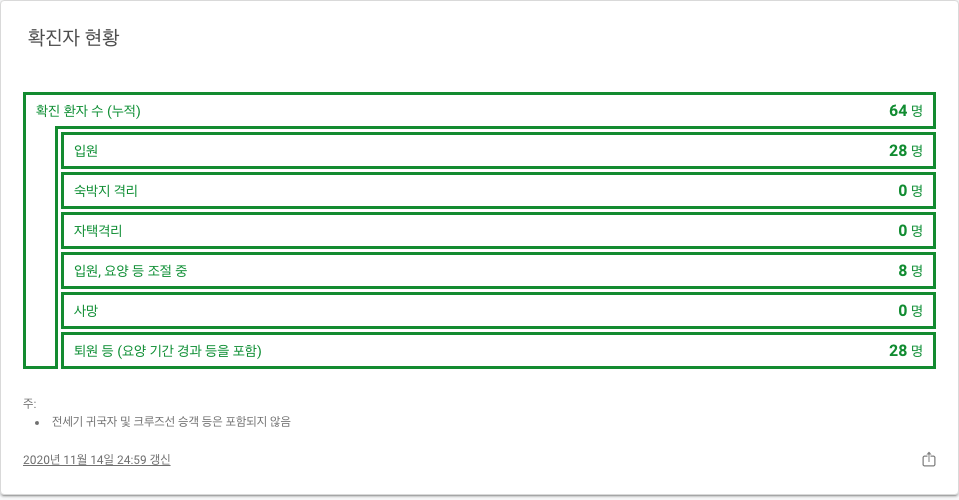 확진자 현황
확진 환자 수 (누적) 64 명
입원 28 명
숙박지 격리 0 명
자택격리 0 명
입원, 요양 등 조절 중 8 명
사망 0 명
퇴원 등 (요양 기간 경과 등을 포함) 28 명
주:
• 전세기 귀국자 및 크루즈선 승객 등은 포함되지 않음
2020년 11월 14일 24:59 갱신